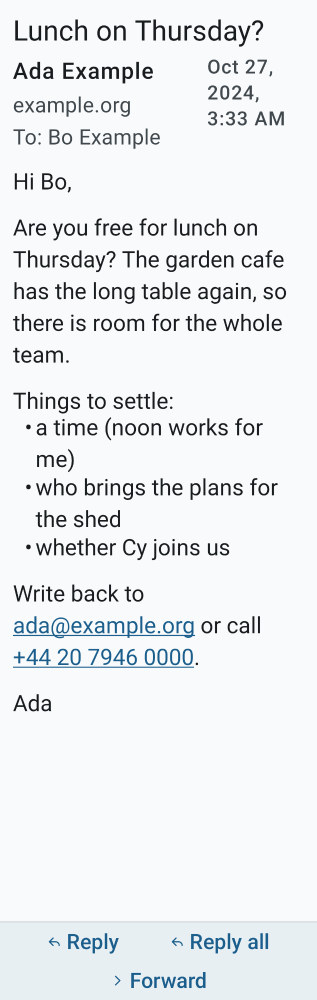 Lunch on Thursday?
Ada Example
Oct 27,
2024,
3:33 AM
example.org
To: Bo Example
Hi Bo,
Are you free for lunch on
Thursday? The garden cafe
has the long table again, so
there is room for the whole
team.
Things to settle:
• a time (noon works for
me)
• who brings the plans for
the shed
• whether Cy joins us
Write back to
ada@example.org or call
+44 20 7946 0000.
Ada
Reply
Reply all
Forward